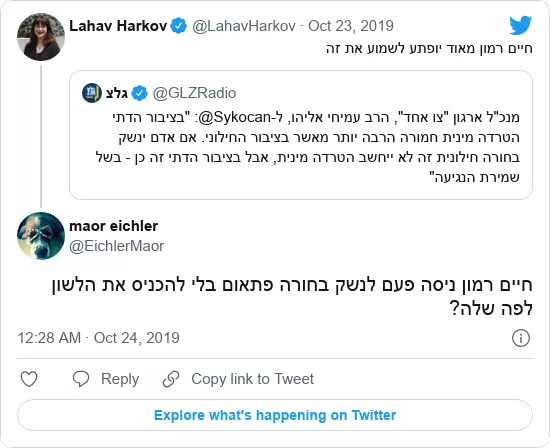 Lahav Harkov @LahavHarkov · Oct 23, 2019
חיים רמון מאוד יופתע לשמוע את זה
גלצ @GLZRadio
מנכ"ל ארגון "צו אחד", הרב עמיחי אליהו, ל-Sykocan@: "בציבור הדתי
הטרדה מינית חמורה הרבה יותר מאשר בציבור החילוני. אם אדם ינשק
בחורה חילונית זה לא ייחשב הטרדה מינית, אבל בציבור הדתי זה כן - בשל
שמירת הנגיעה"
maor eichler
@EichlerMaor
חיים רמון ניסה פעם לנשק בחורה פתאום בלי להכניס את הלשון
לפה שלה?
12:28 AM · Oct 24, 2019
Reply
Copy link to Tweet
Explore what's happening on Twitter